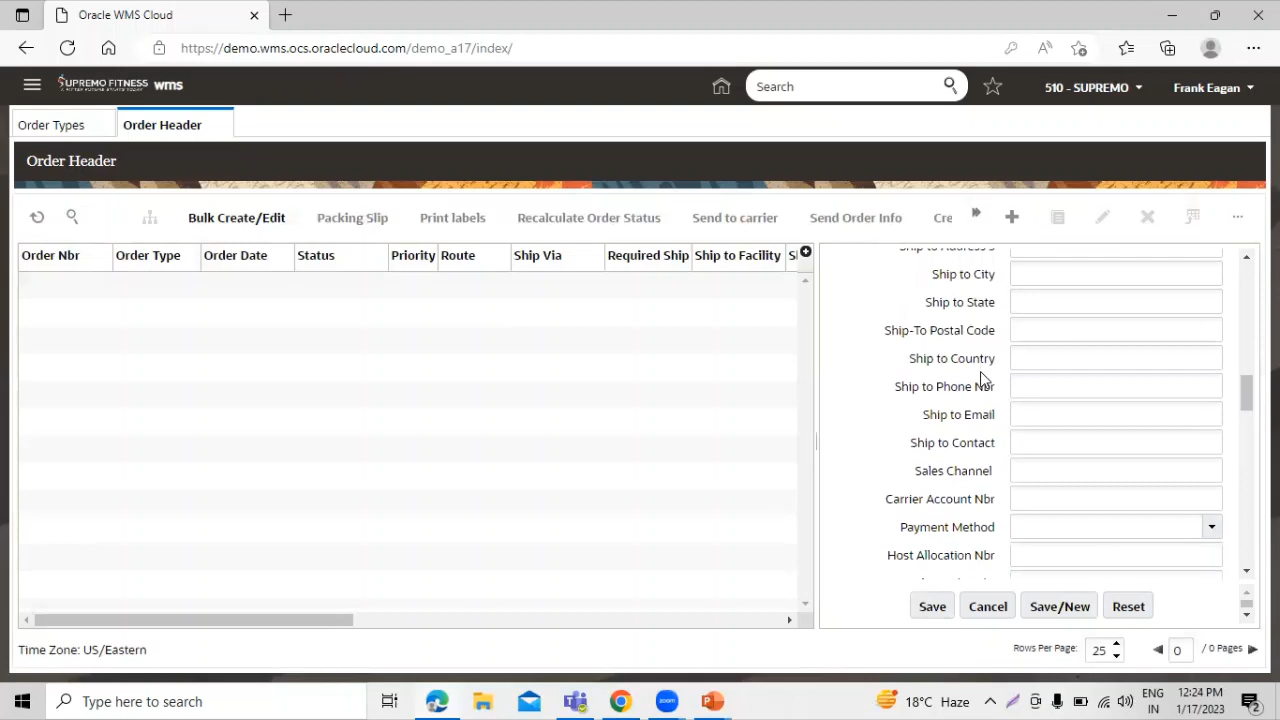 Oracle WMS Cloud
https://demo.wms.ocs.oraclecloud.com/demo_a17/index/
SUPREMO FITNESS wms
Search
510 - SUPREMO
Frank Eagan
Order Types
Order Header
Order Header
Bulk Create/Edit Packing Slip Print labels Recalculate Order Status Send to carrier Send Order Info Cre
Order Nbr Order Type Order Date Status Priority Route Ship Via Required Ship Ship to Facility
Ship to City
Ship to State
Ship-To Postal Code
Ship to Country
Ship to Phone Nbr
Ship to Email
Ship to Contact
Sales Channel
Carrier Account Nbr
Payment Method
Host Allocation Nbr
Save Cancel Save/New Reset
Time Zone: US/Eastern
Rows Per Page: 25 0 / 0 Pages
Type here to search
zoom
18°C Haze
ENG
IN
12:24 PM
1/17/2023
2